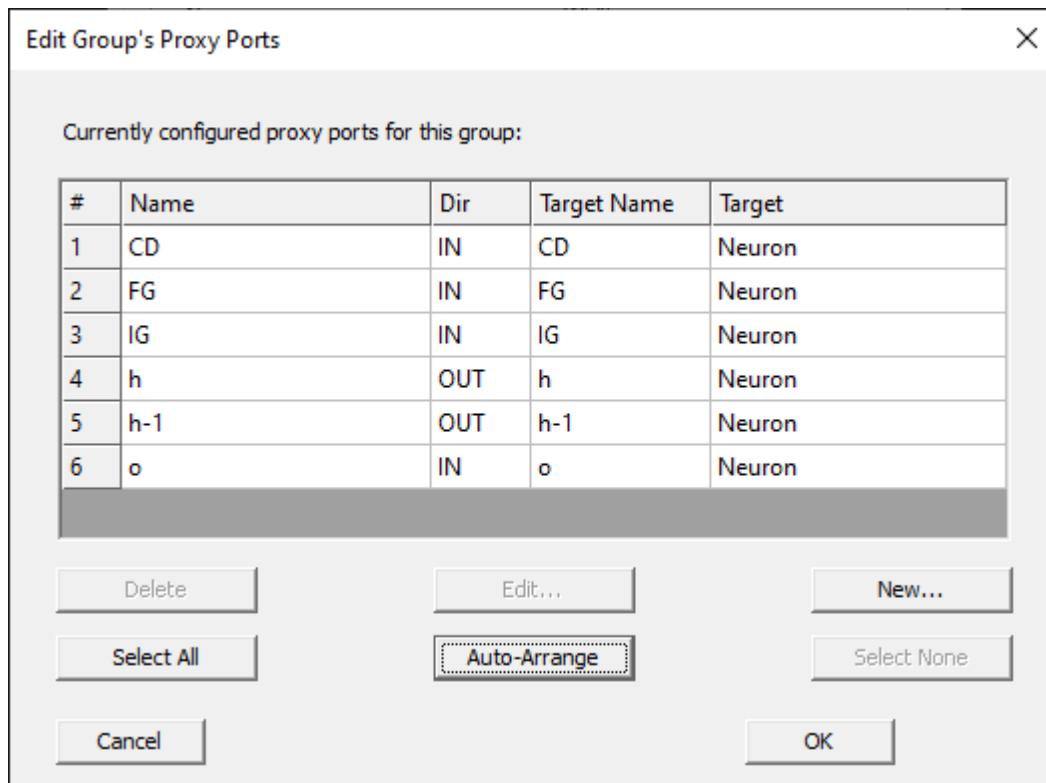 Edit Group's Proxy Ports
Currently configured proxy ports for this group:
# Name Dir Target Name Target
1 CD IN CD Neuron
2 FG IN FG Neuron
3 IG IN IG Neuron
4 h OUT h Neuron
5 h-1 OUT h-1 Neuron
6 o IN o Neuron
Delete Edit... New...
Select All Auto-Arrange Select None
Cancel OK